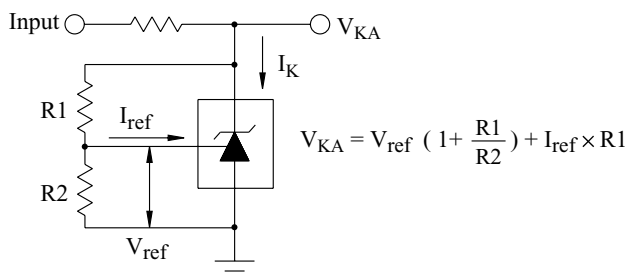 Input
V_KA
I_K
R1
I_ref
V_KA = V_ref ( 1+ R1/R2 ) + I_ref × R1
R2
V_ref